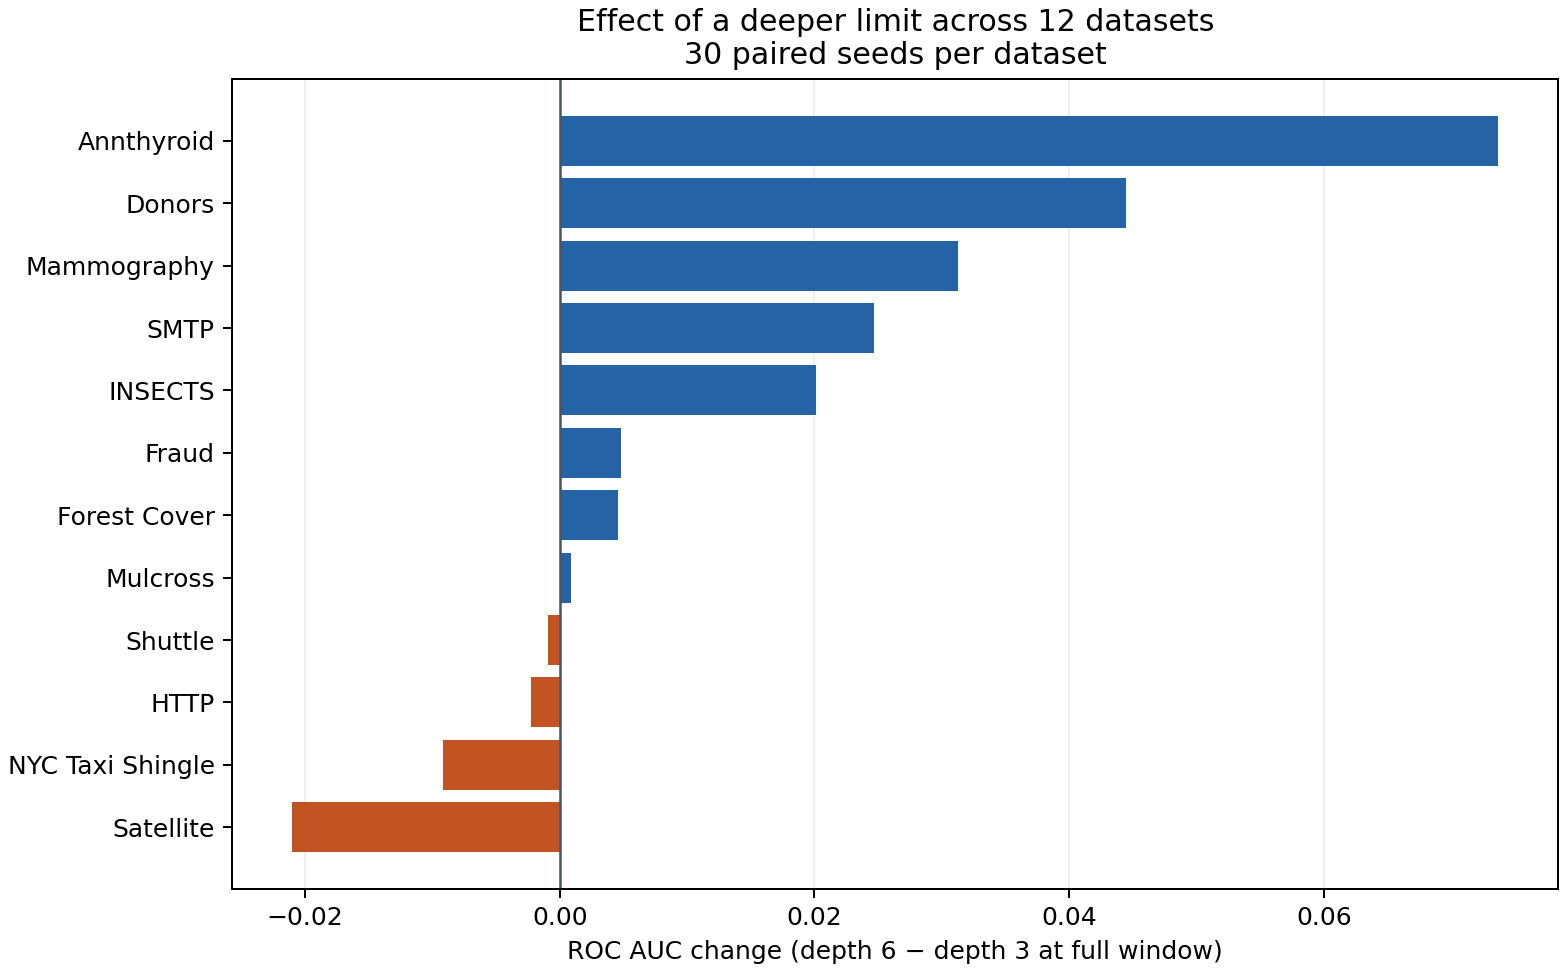 Effect of a deeper limit across 12 datasets
30 paired seeds per dataset
Annthyroid
Donors
Mammography
SMTP
INSECTS
Fraud
Forest Cover
Mulcross
Shuttle
HTTP
NYC Taxi Shingle
Satellite
−0.02 0.00 0.02 0.04 0.06
ROC AUC change (depth 6 − depth 3 at full window)